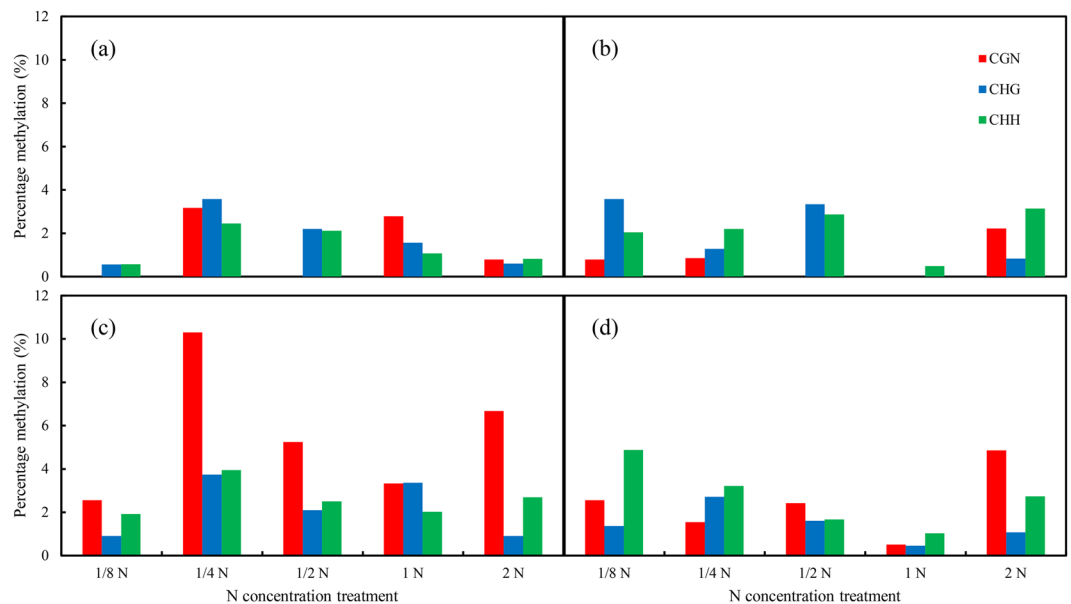 12
10
8
6
4
2
0
Percentage methylation (%)
(a)
(b)
CGN
CHG
CHH
12
10
8
6
4
2
0
Percentage methylation (%)
(c)
(d)
1/8 N 1/4 N 1/2 N 1 N 2 N 1/8 N 1/4 N 1/2 N 1 N 2 N
N concentration treatment N concentration treatment